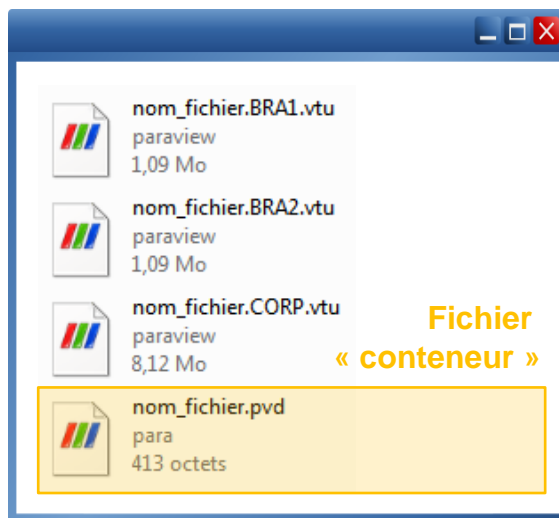 nom_fichier.BRA1.vtu
paraview
1,09 Mo
nom_fichier.BRA2.vtu
paraview
1,09 Mo
nom_fichier.CORP.vtu
paraview
8,12 Mo
Fichier
« conteneur »
nom_fichier.pvd
para
413 octets